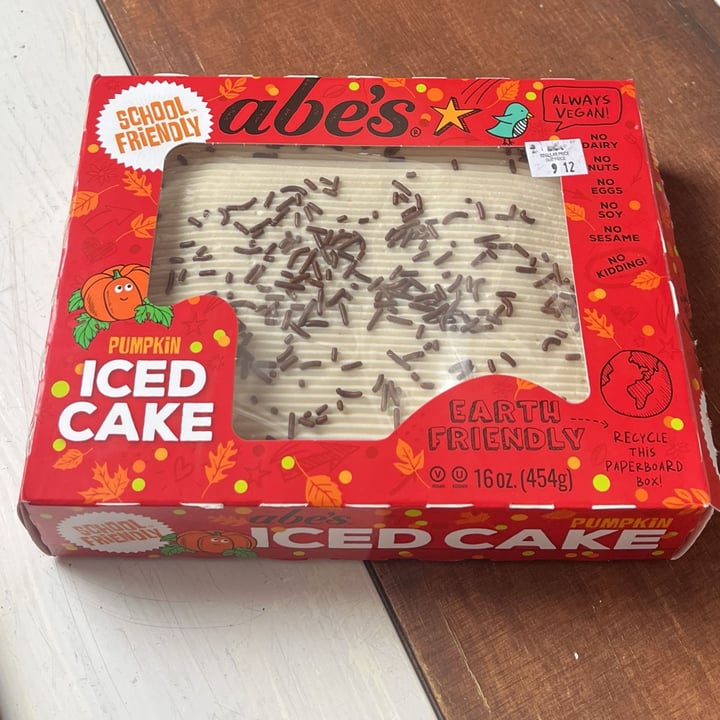 SCHOOL
FRiENDLY
abe's®
ALWAYS
VEGAN!
NO
DAIRY
NO
NUTS
NO
EGGS
NO
SOY
NO
SESAME
NO
KIDDING!
9 12
PUMPKiN
ICED
CAKE
EARTH
FRIENDLY
16 oz. (454g)
RECYCLE
THIS
PAPERBOARD
BOX!
SCHOOL
FRiENDLY
abe's
ICED CAKE
PUMPKiN